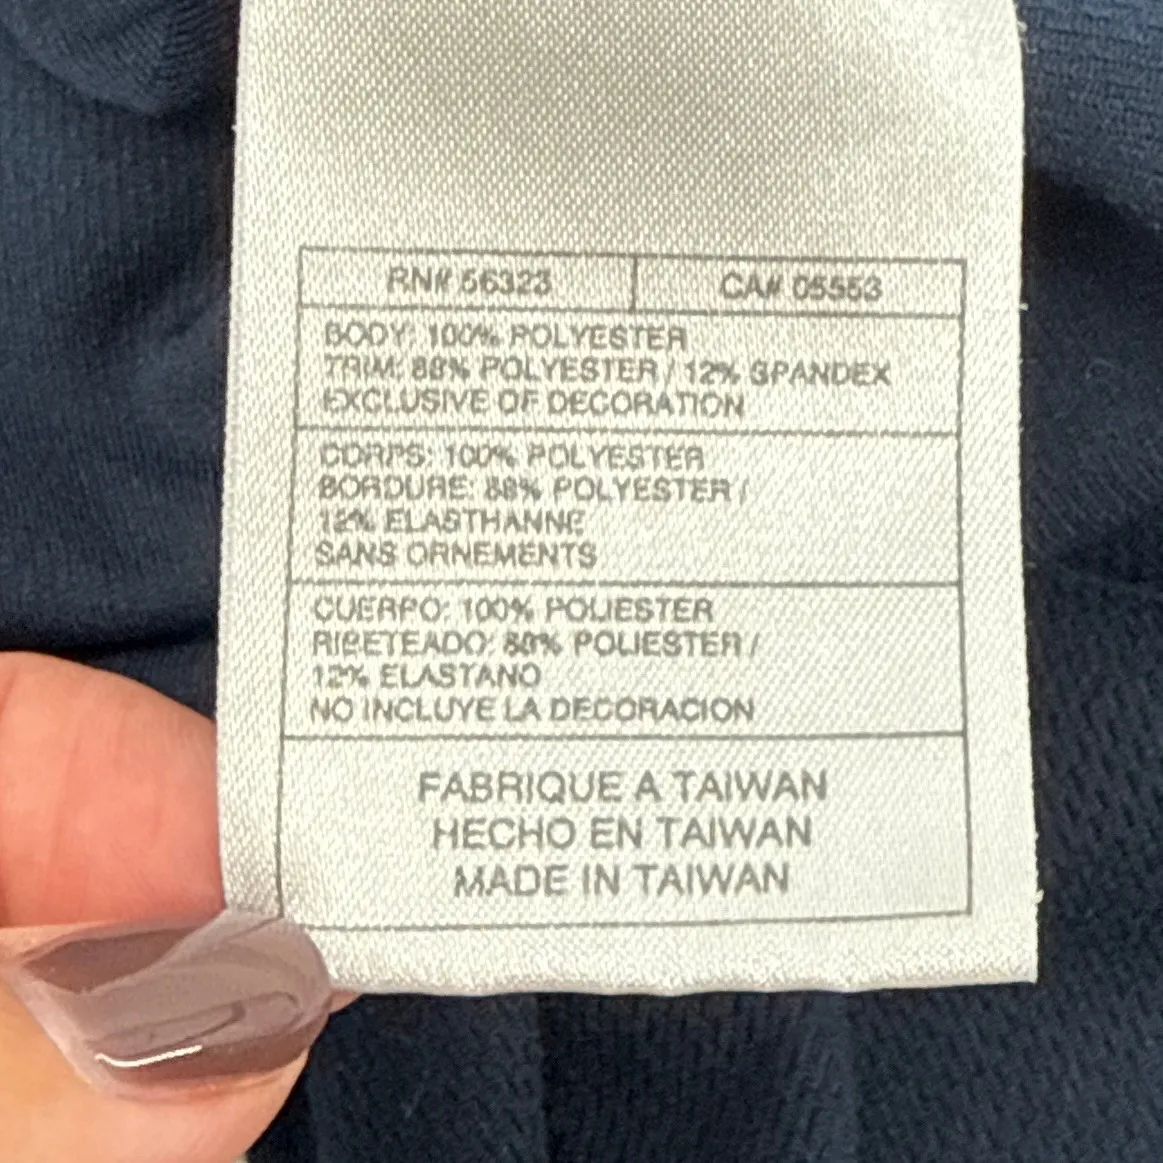 RN# 56323
CA# 05553
BODY: 100% POLYESTER
TRIM: 88% POLYESTER / 12% SPANDEX
EXCLUSIVE OF DECORATION
CORPS: 100% POLYESTER
BORDURE: 88% POLYESTER /
12% ELASTHANNE
SANS ORNEMENTS
CUERPO: 100% POLIESTER
RIBETEADO: 88% POLIESTER /
12% ELASTANO
NO INCLUYE LA DECORACION
FABRIQUE A TAIWAN
HECHO EN TAIWAN
MADE IN TAIWAN